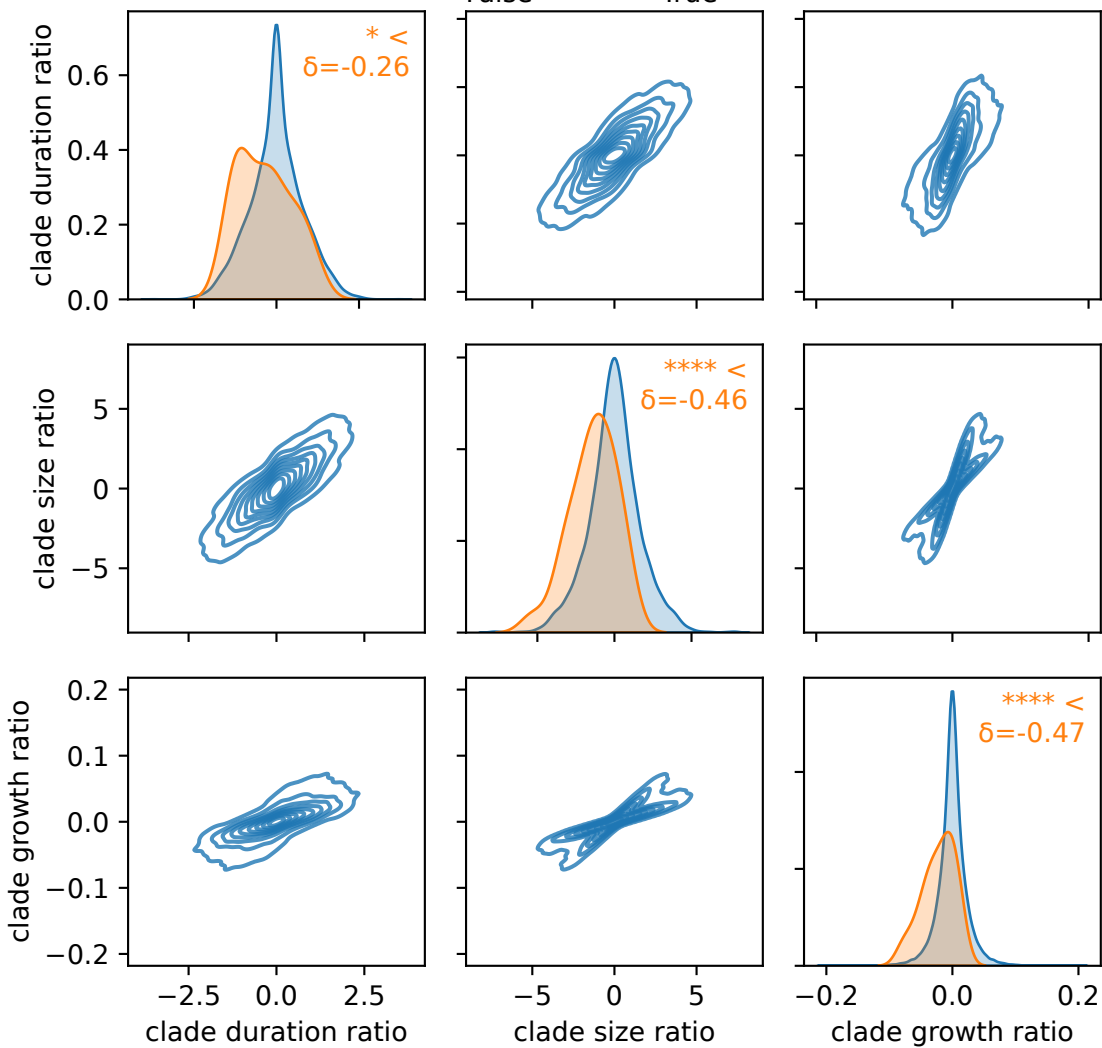 clade duration ratio
0.6
0.4
0.2
0.0
* <
δ=-0.26
clade size ratio
5
0
−5
**** <
δ=-0.46
clade growth ratio
0.2
0.1
0.0
−0.1
−0.2
**** <
δ=-0.47
−2.5 0.0 2.5
−5 0 5
−0.2 0.0 0.2
clade duration ratio
clade size ratio
clade growth ratio